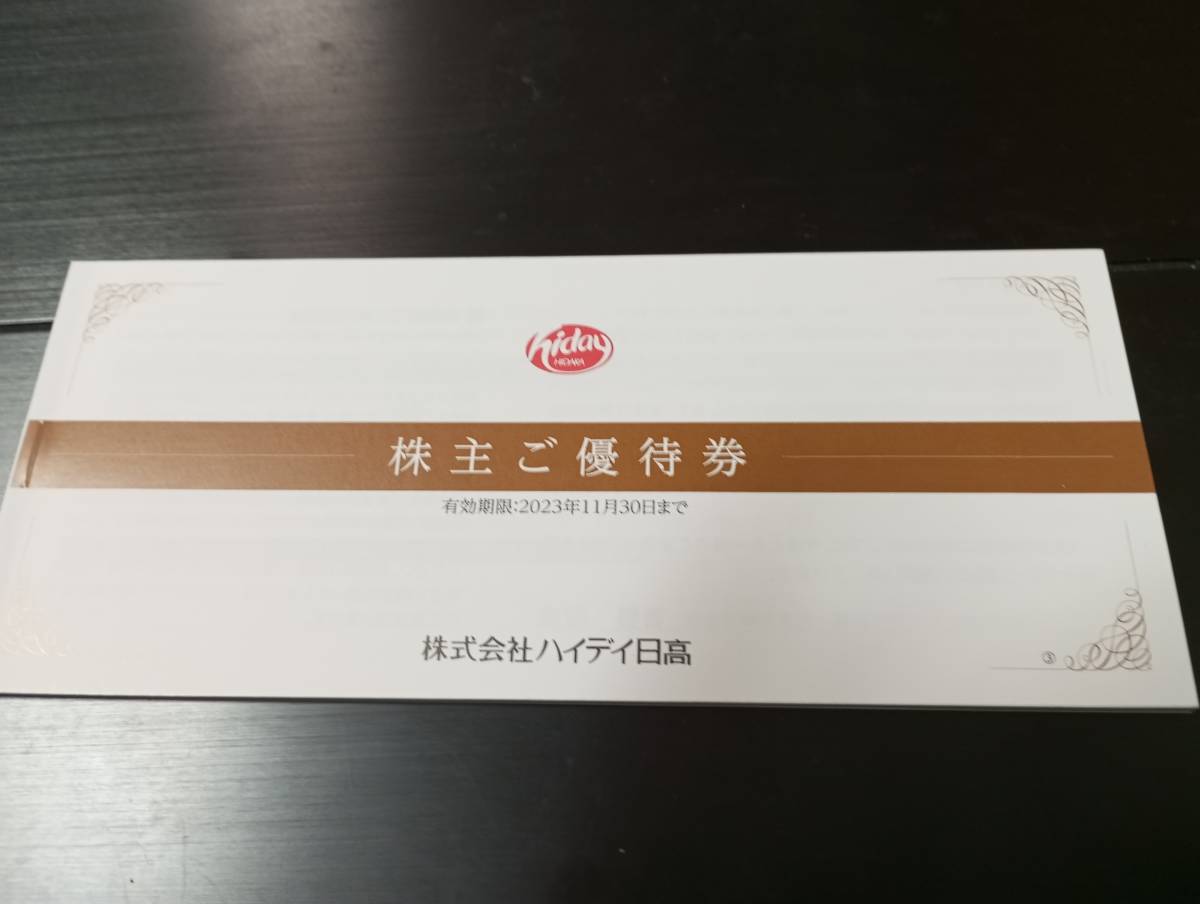 hiday
HIDAKA
株主ご優待券
有効期限:2023年11月30日まで
株式会社ハイデイ日高
③